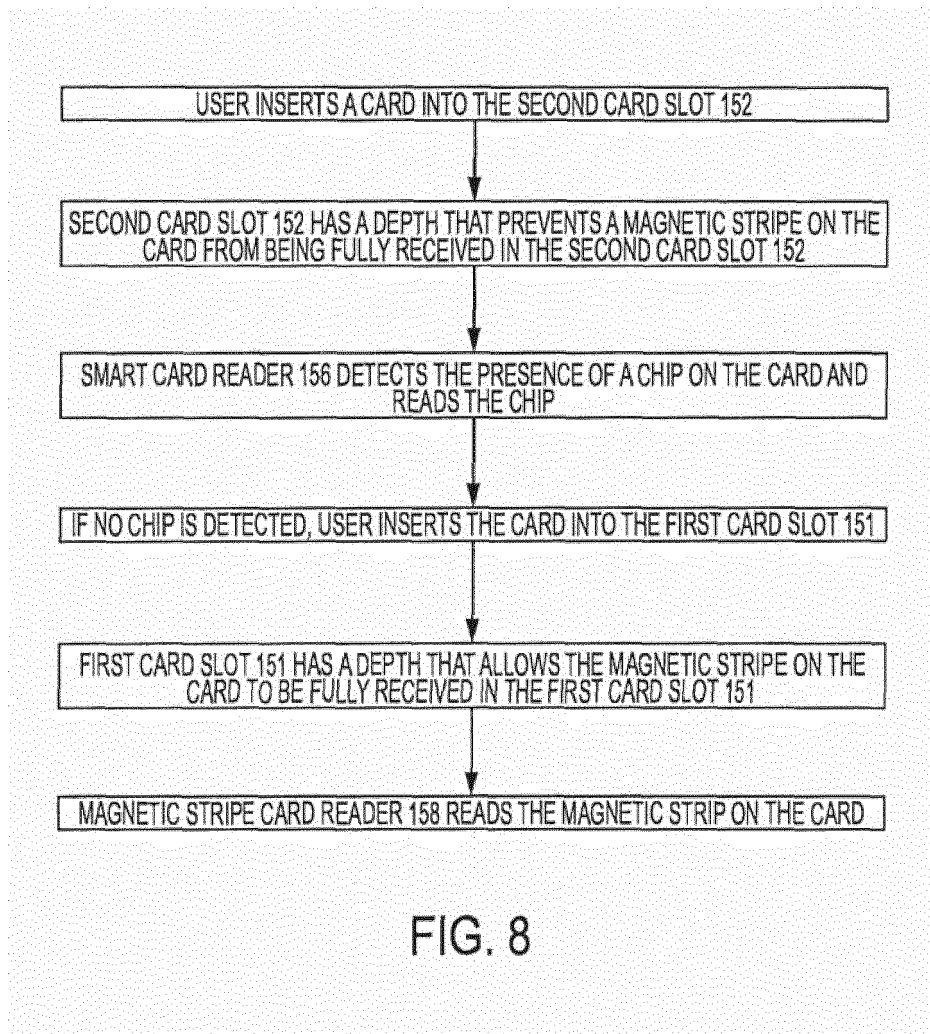 USER INSERTS A CARD INTO THE SECOND CARD SLOT 152
SECOND CARD SLOT 152 HAS A DEPTH THAT PREVENTS A MAGNETIC STRIPE ON THE
CARD FROM BEING FULLY RECEIVED IN THE SECOND CARD SLOT 152
SMART CARD READER 156 DETECTS THE PRESENCE OF A CHIP ON THE CARD AND
READS THE CHIP
IF NO CHIP IS DETECTED, USER INSERTS THE CARD INTO THE FIRST CARD SLOT 151
FIRST CARD SLOT 151 HAS A DEPTH THAT ALLOWS THE MAGNETIC STRIPE ON THE
CARD TO BE FULLY RECEIVED IN THE FIRST CARD SLOT 151
MAGNETIC STRIPE CARD READER 158 READS THE MAGNETIC STRIP ON THE CARD
FIG. 8